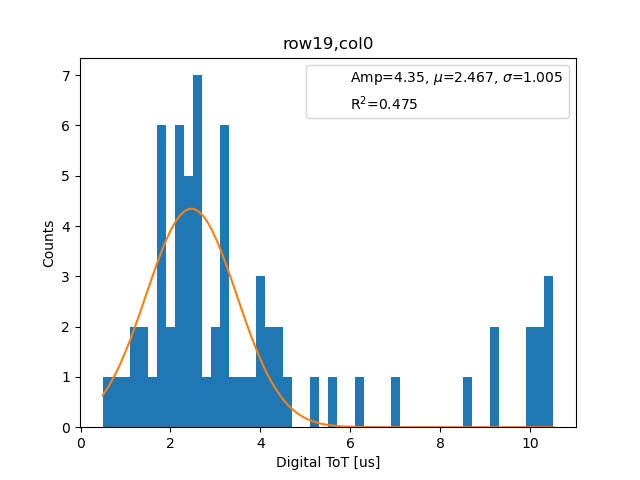 row19,col0
Amp=4.35, μ=2.467, σ=1.005
R²=0.475
7
6
5
4
3
2
1
0
Counts
0 2 4 6 8 10
Digital ToT [us]